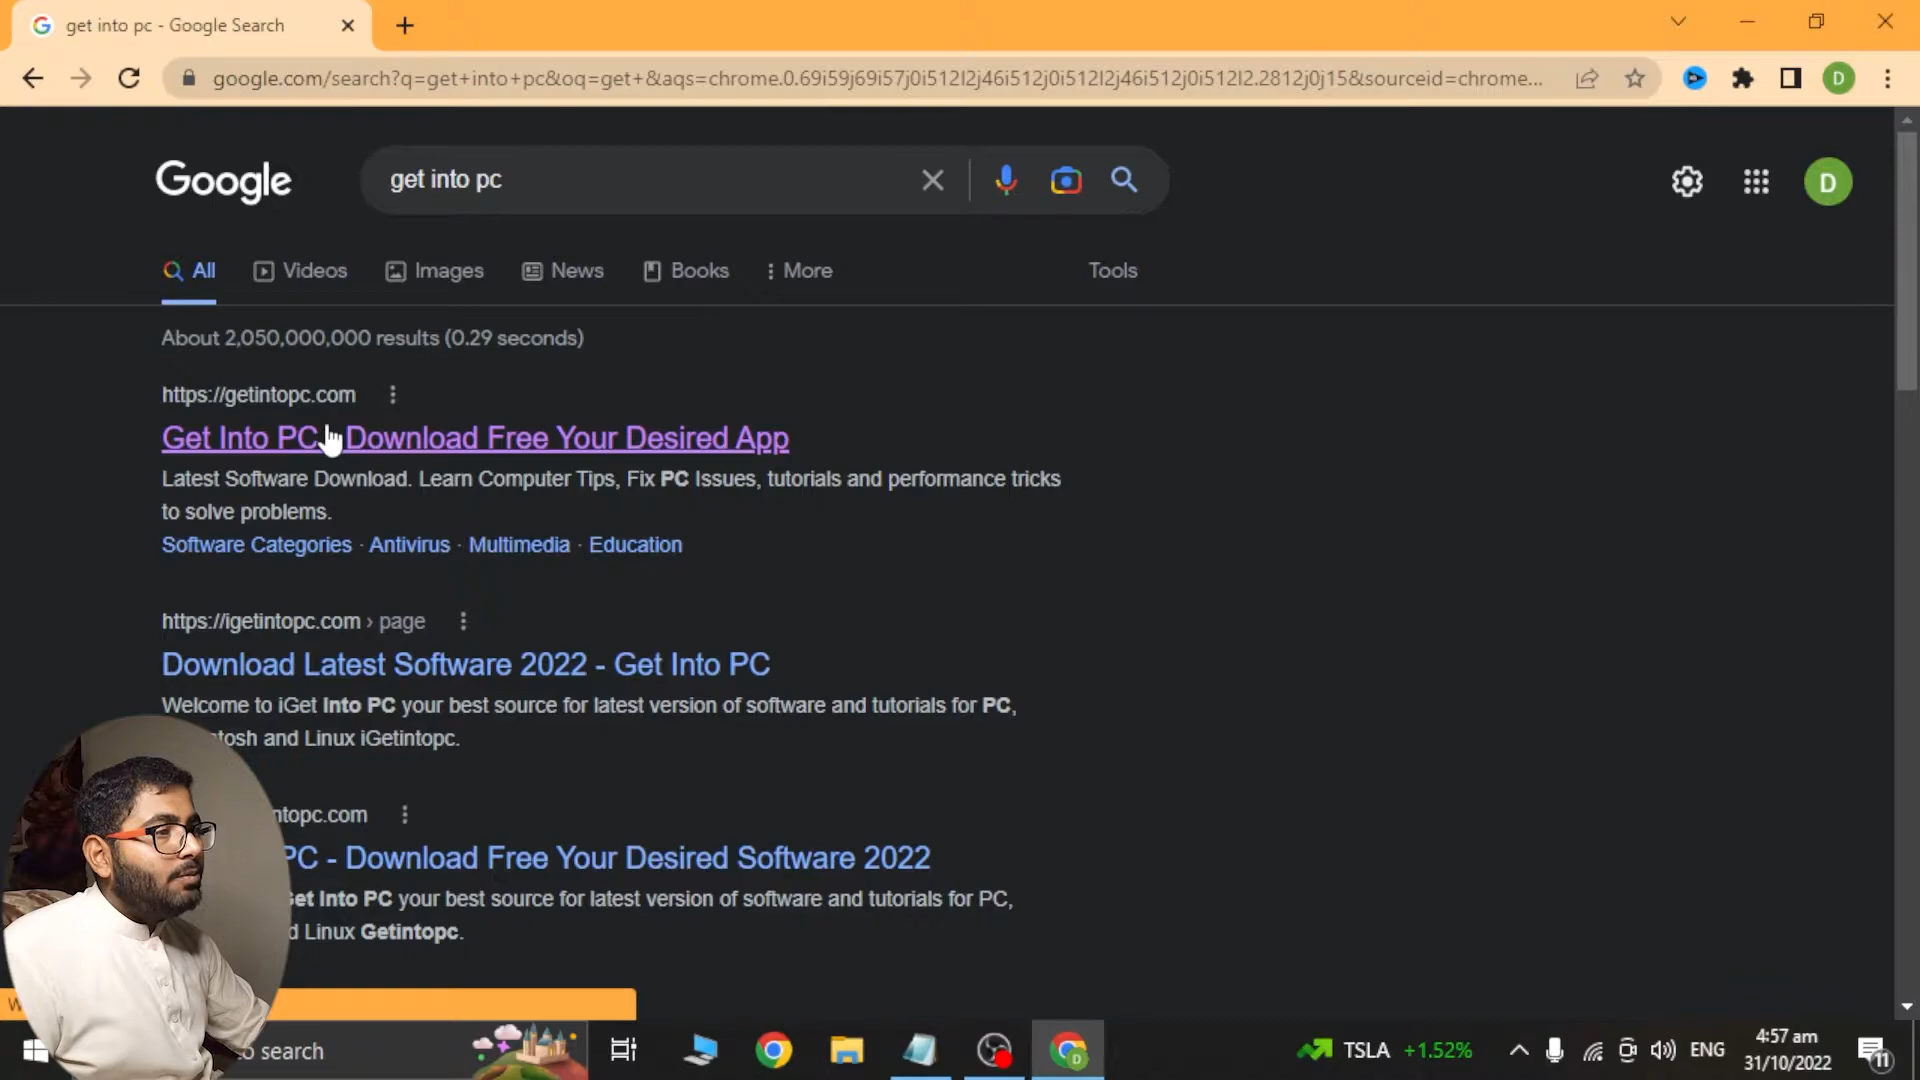 get into pc - Google Search
google.com/search?q=get+into+pc&oq=get+&aqs=chrome.0.69i59j69i57j0i512l2j46i512j0i512l2j46i512j0i512l2.2812j0j15&sourceid=chrome...
D
Google
get into pc
D
All
Videos
Images
News
Books
More
Tools
About 2,050,000,000 results (0.29 seconds)
https://getintopc.com
Get Into PC Download Free Your Desired App
Latest Software Download. Learn Computer Tips, Fix PC Issues, tutorials and performance tricks
to solve problems.
Software Categories · Antivirus · Multimedia · Education
https://igetintopc.com › page
Download Latest Software 2022 - Get Into PC
Welcome to iGet Into PC your best source for latest version of software and tutorials for PC,
tosh and Linux iGetintopc.
ntopc.com
PC - Download Free Your Desired Software 2022
Get Into PC your best source for latest version of software and tutorials for PC,
d Linux Getintopc.
W
to search
D
TSLA +1.52%
ENG
4:57 am
31/10/2022
11